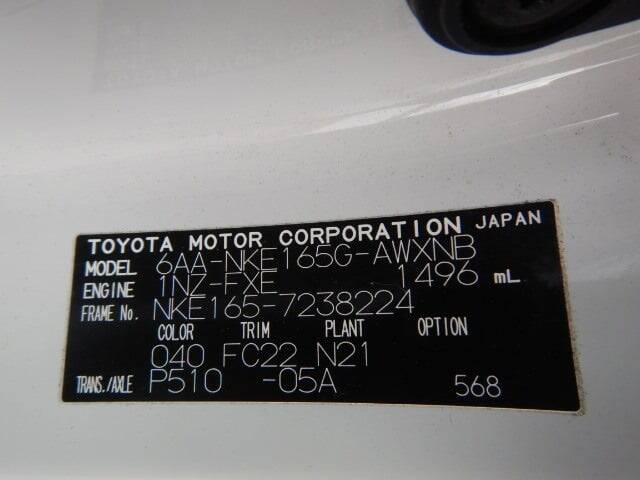 TOYOTA MOTOR CORPORATION JAPAN
MODEL 6AA-NKE165G-AWXNB
ENGINE 1NZ-FXE 1496 mL
FRAME No. NKE165-7238224
COLOR TRIM PLANT OPTION
040 FC22 N21
TRANS./AXLE P510 -05A 568